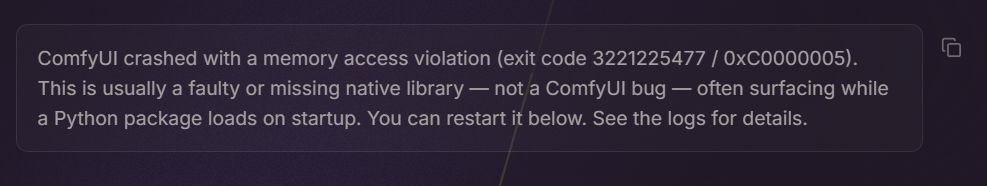 ComfyUI crashed with a memory access violation (exit code 3221225477 / 0xC0000005).
This is usually a faulty or missing native library — not a ComfyUI bug — often surfacing while
a Python package loads on startup. You can restart it below. See the logs for details.